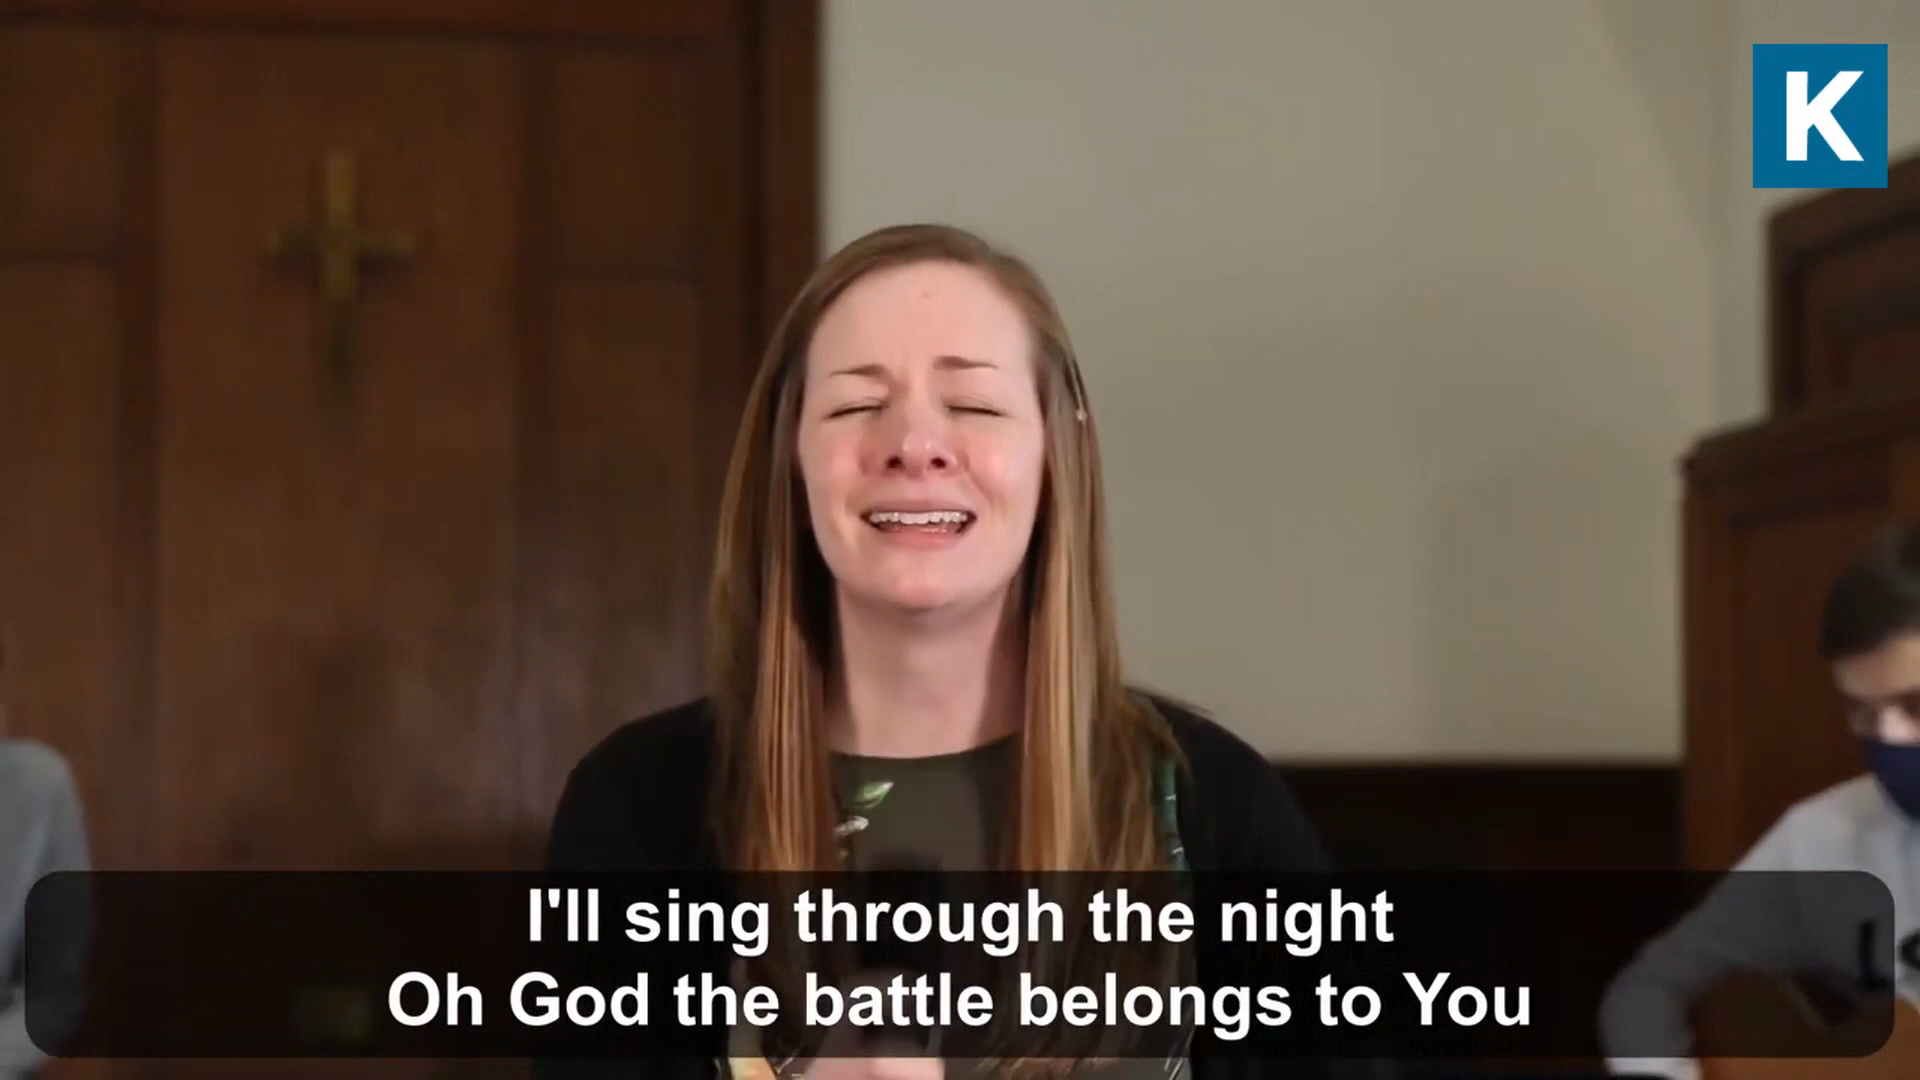 K
I'll sing through the night
Oh God the battle belongs to You